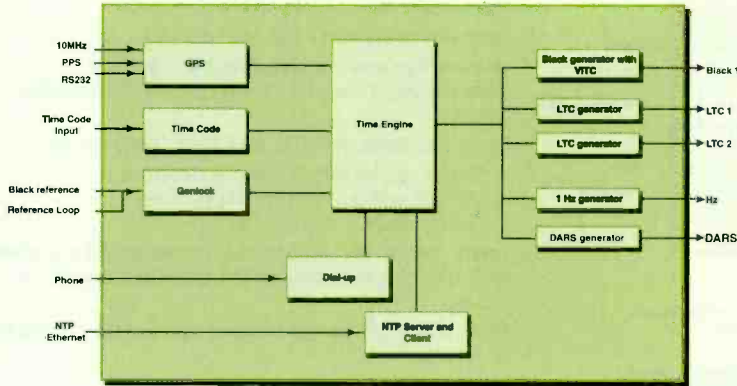 10MHz
PPS
RS232
GPS
Time Code
Input
Time Code
Black reference
Reference Loop
Genlock
Time Engine
Phone
Dial-up
NTP
Ethernet
NTP Server and
Client
Black generator with
VITC
Black 1
LTC generator
LTC 1
LTC generator
LTC 2
1 Hz generator
Hz
DARS generator
DARS